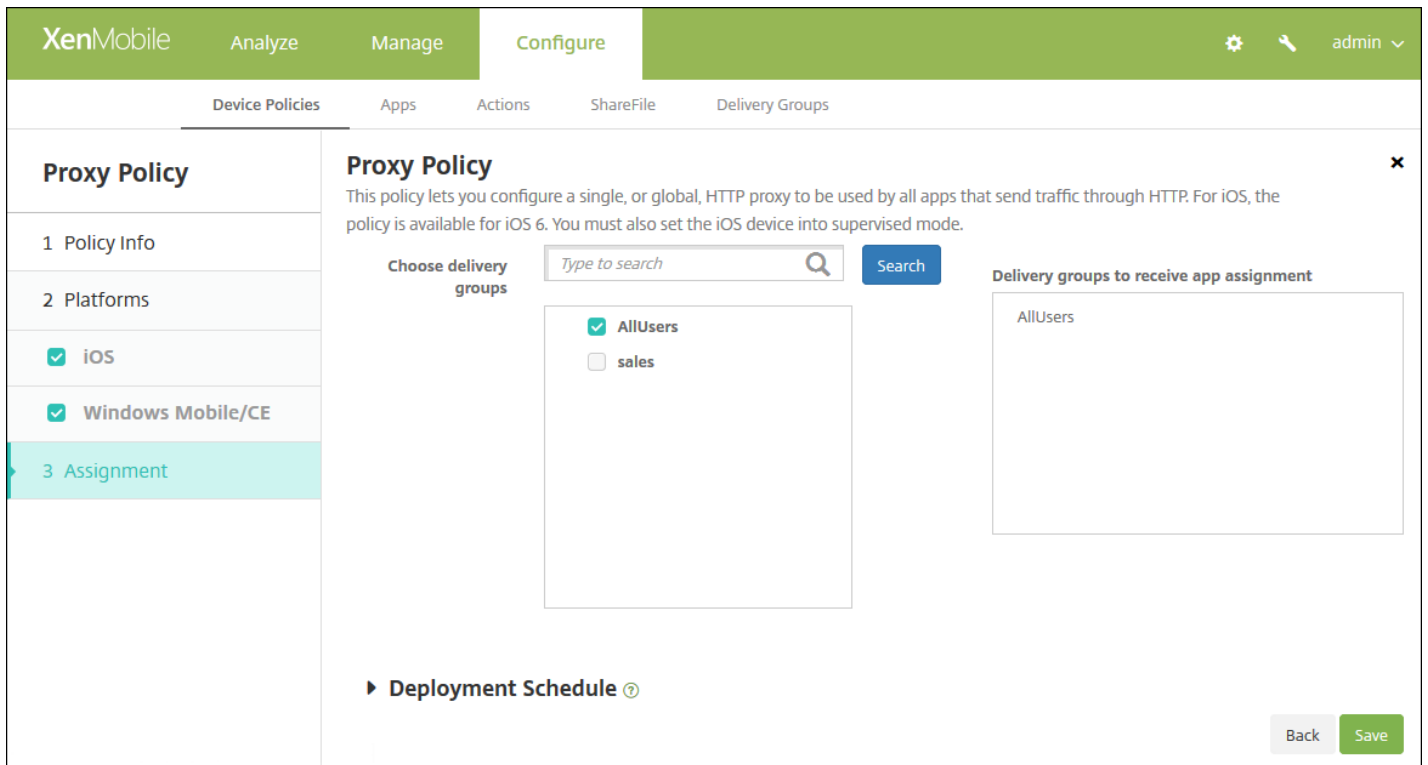 XenMobile Analyze Manage Configure admin
Device Policies Apps Actions ShareFile Delivery Groups
Proxy Policy
1 Policy Info
2 Platforms
iOS
Windows Mobile/CE
3 Assignment
Proxy Policy
This policy lets you configure a single, or global, HTTP proxy to be used by all apps that send traffic through HTTP. For iOS, the
policy is available for iOS 6. You must also set the iOS device into supervised mode.
Choose delivery
groups
Type to search
Search
AllUsers
sales
Delivery groups to receive app assignment
AllUsers
Deployment Schedule ?
Back Save